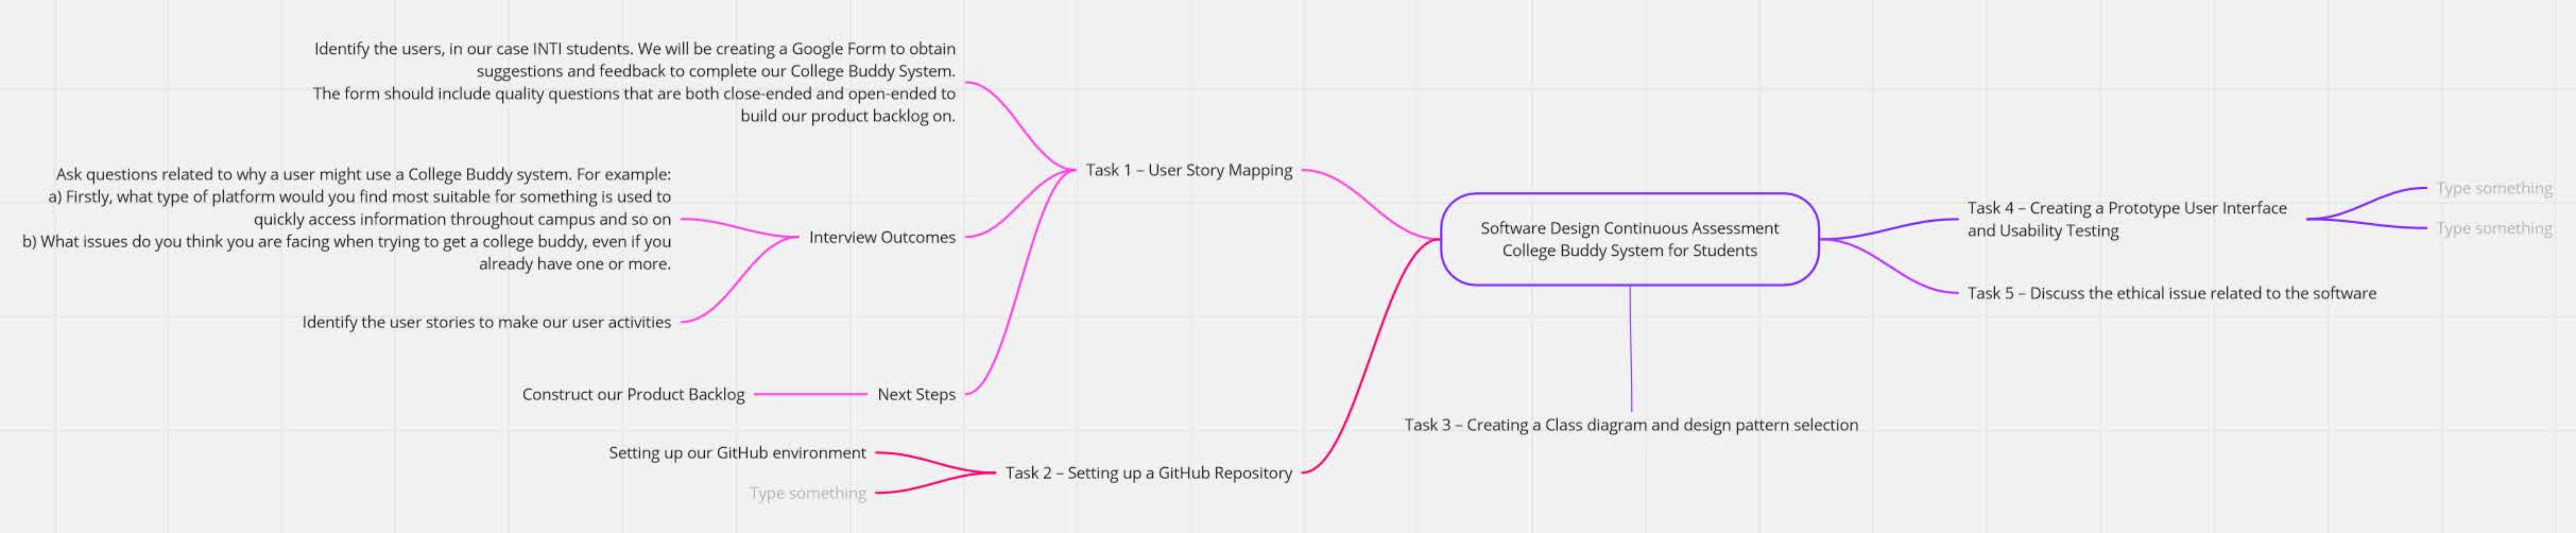 Identify the users, in our case INTI students. We will be creating a Google Form to obtain
suggestions and feedback to complete our College Buddy System.
The form should include quality questions that are both close-ended and open-ended to
build our product backlog on.
Ask questions related to why a user might use a College Buddy system. For example:
a) Firstly, what type of platform would you find most suitable for something is used to
quickly access information throughout campus and so on
b) What issues do you think you are facing when trying to get a college buddy, even if you
already have one or more.
Identify the user stories to make our user activities
Interview Outcomes
Construct our Product Backlog
Next Steps
Task 1 – User Story Mapping
Setting up our GitHub environment
Type something
Task 2 – Setting up a GitHub Repository
Software Design Continuous Assessment
College Buddy System for Students
Task 3 – Creating a Class diagram and design pattern selection
Task 4 – Creating a Prototype User Interface
and Usability Testing
Type something
Type something
Task 5 – Discuss the ethical issue related to the software